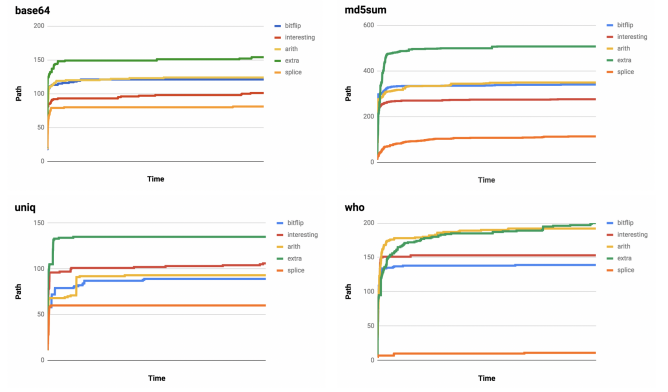 base64
200
150
100
50
0
Path
Time
bitflip
interesting
arith
extra
splice
md5sum
600
400
200
0
Path
Time
bitflip
interesting
arith
extra
splice
uniq
150
100
50
0
Path
Time
bitflip
interesting
arith
extra
splice
who
200
150
100
50
0
Path
Time
bitflip
interesting
arith
extra
splice